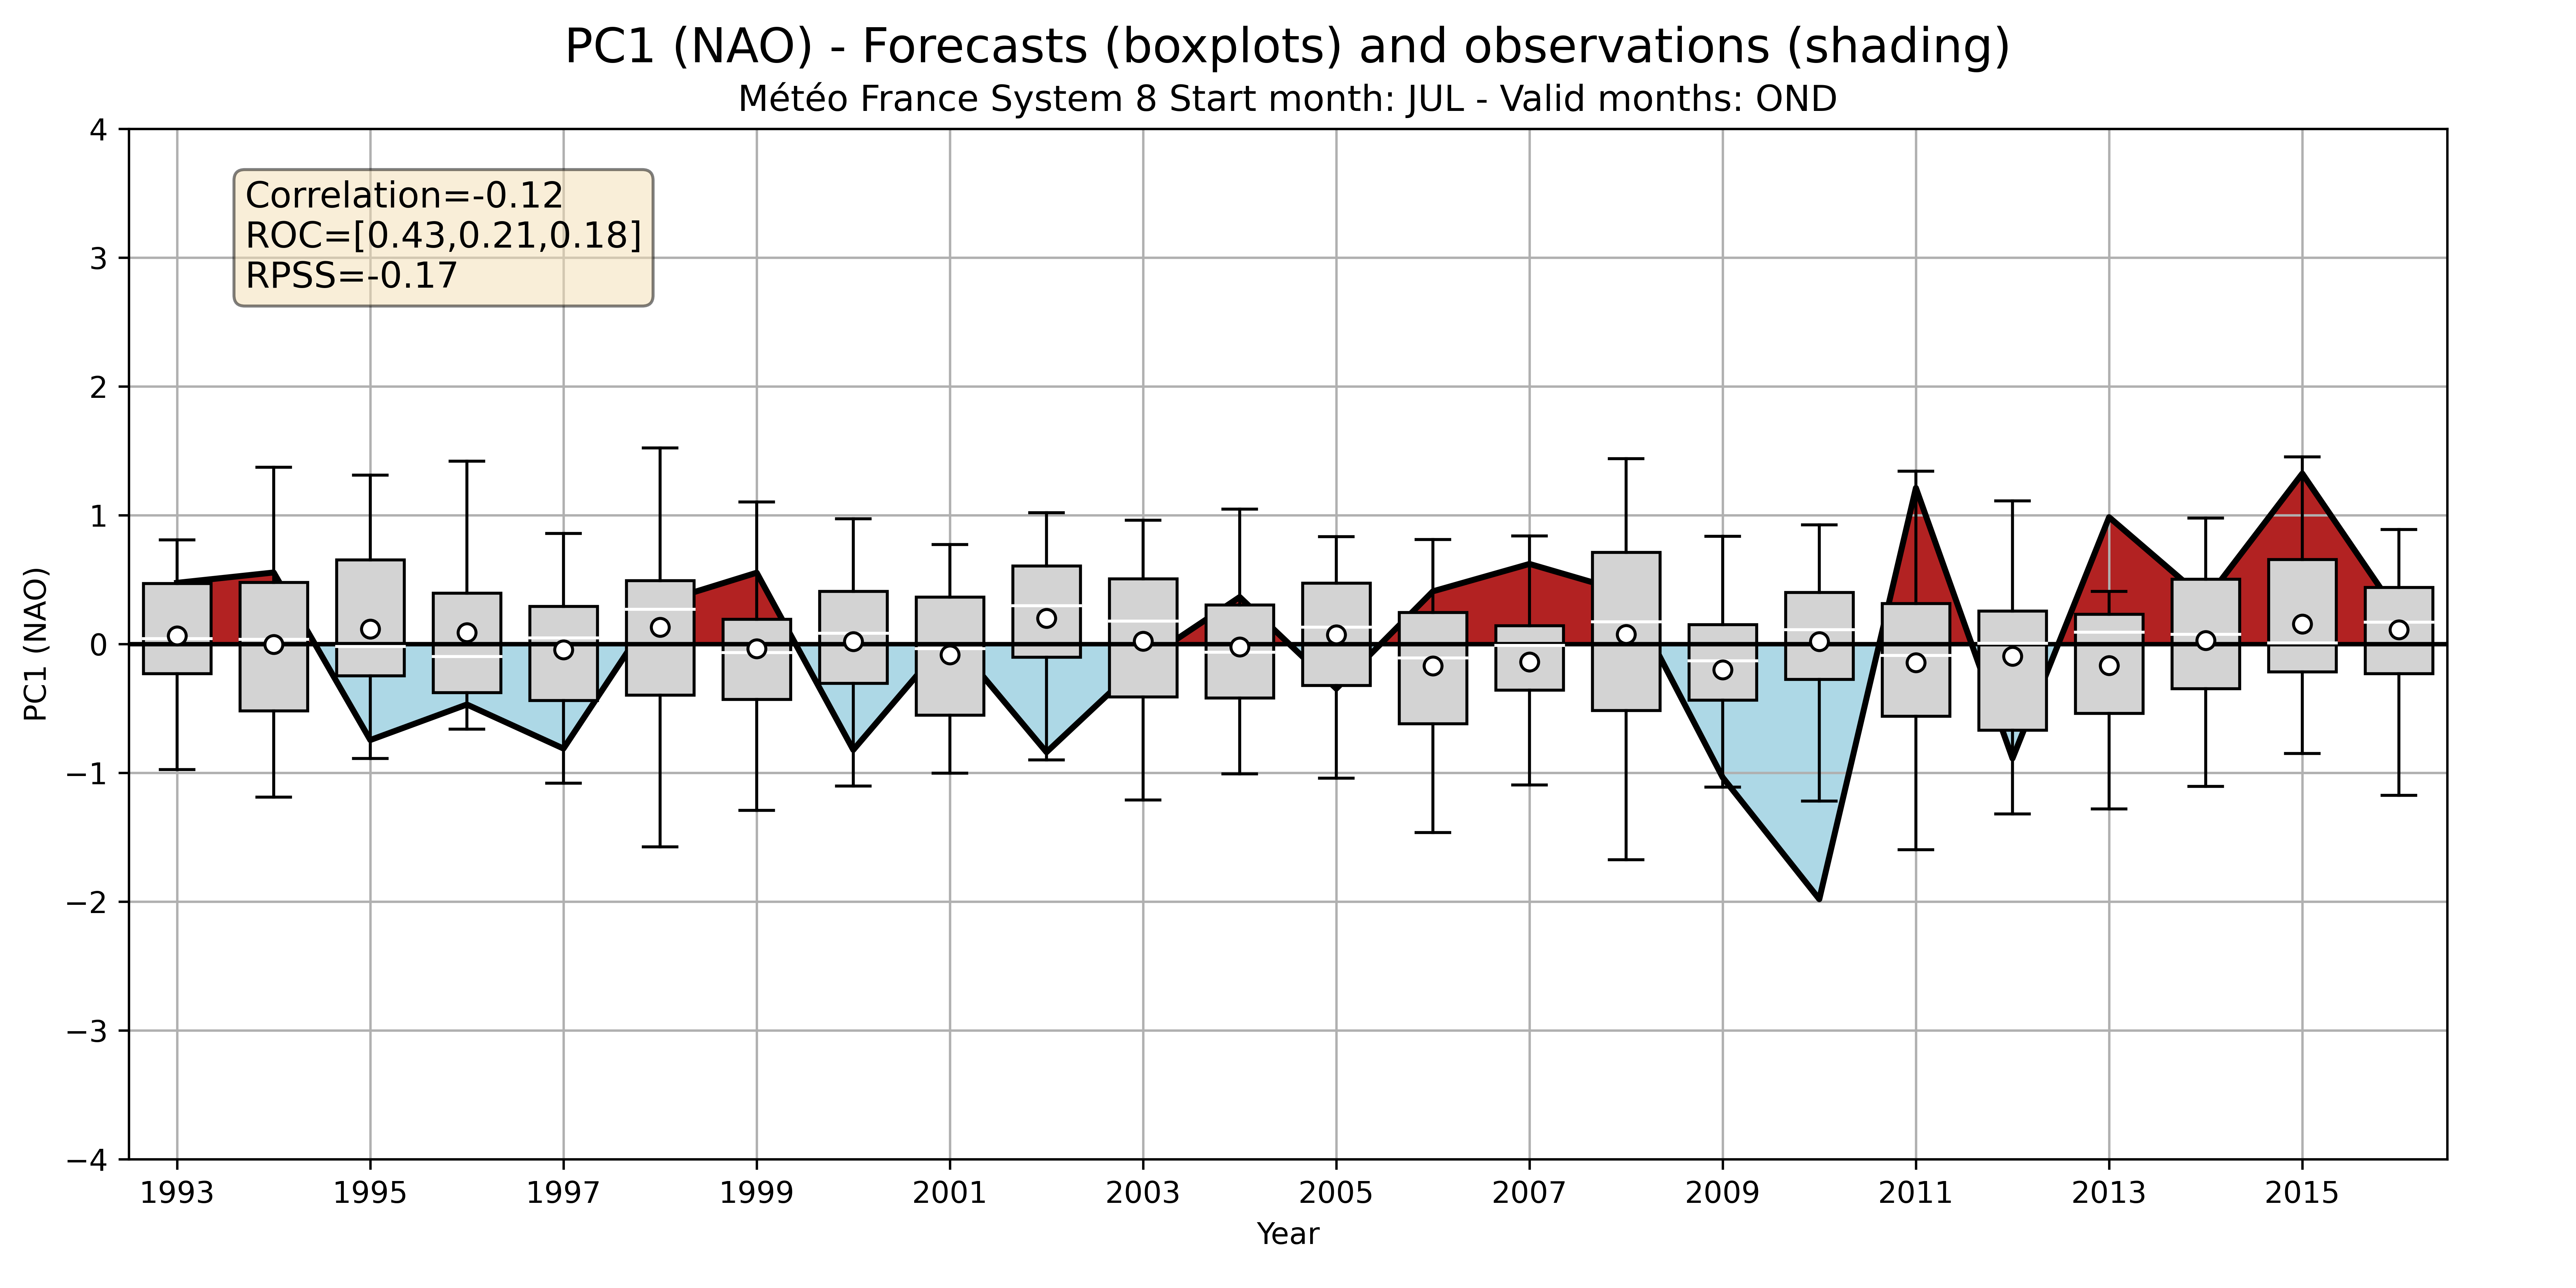 PC1 (NAO) - Forecasts (boxplots) and observations (shading)
Météo France System 8 Start month: JUL - Valid months: OND
Correlation=-0.12
ROC=[0.43,0.21,0.18]
RPSS=-0.17
PC1 (NAO)
4
3
2
1
0
−1
−2
−3
−4
1993 1995 1997 1999 2001 2003 2005 2007 2009 2011 2013 2015
Year